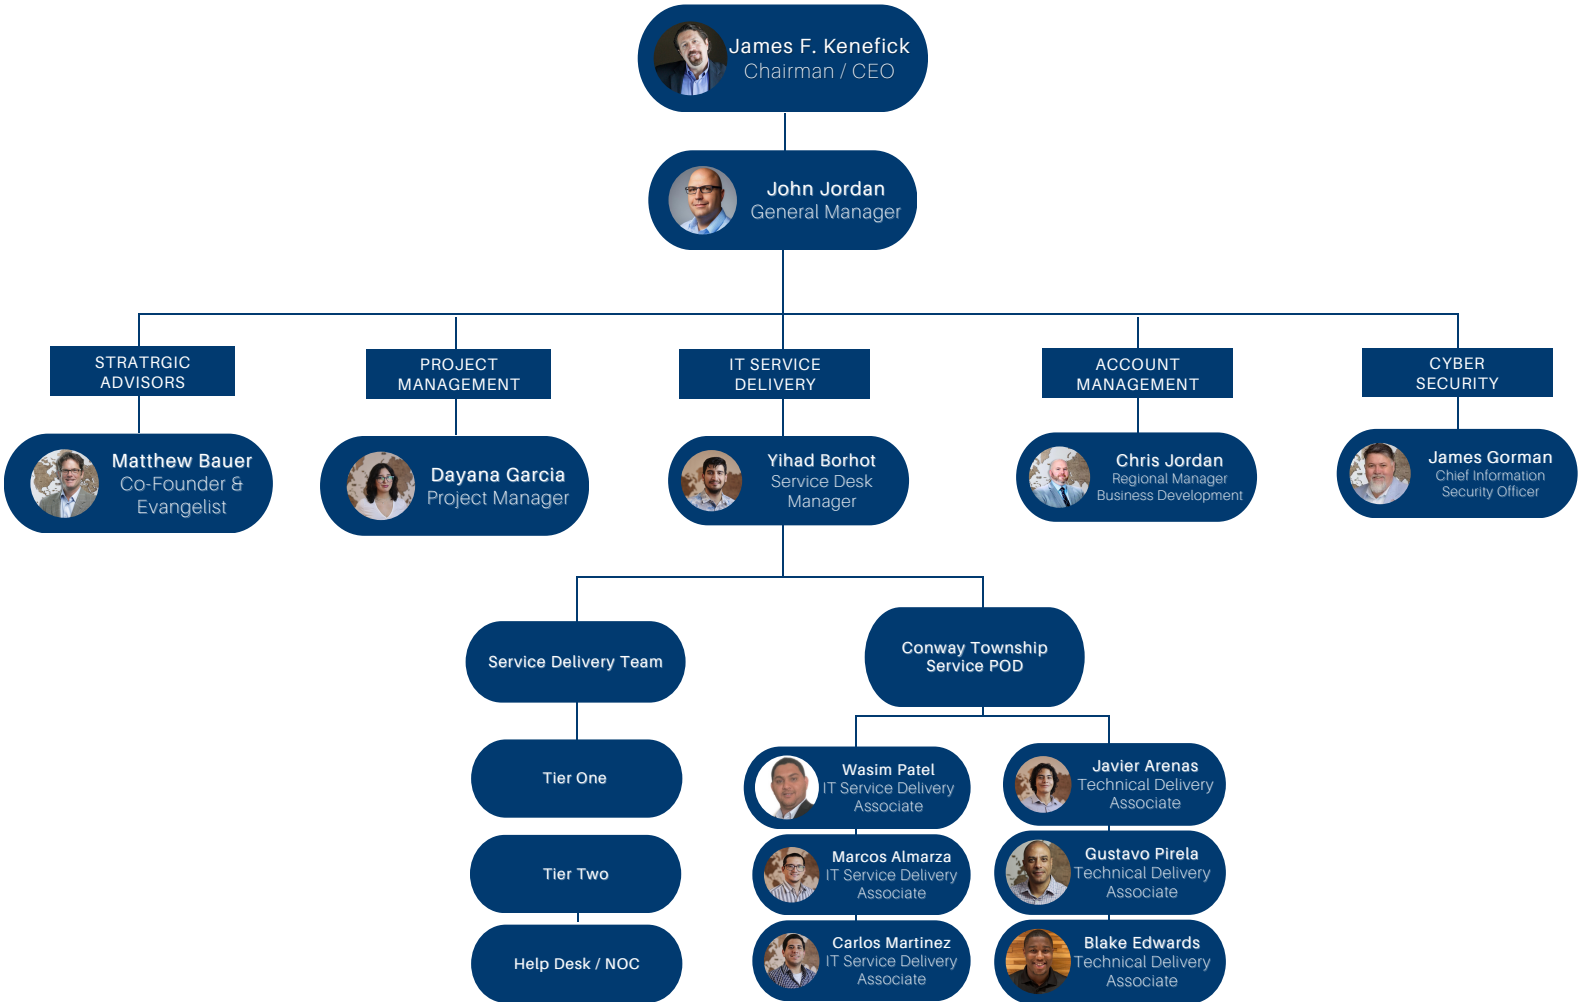 James F. Kenefick
Chairman / CEO
John Jordan
General Manager
STRATRGIC
ADVISORS
PROJECT
MANAGEMENT
IT SERVICE
DELIVERY
ACCOUNT
MANAGEMENT
CYBER
SECURITY
Matthew Bauer
Co-Founder &
Evangelist
Dayana Garcia
Project Manager
Yihad Borhot
Service Desk
Manager
Chris Jordan
Regional Manager
Business Development
James Gorman
Chief Information
Security Officer
Service Delivery Team
Conway Township
Service POD
Tier One
Tier Two
Help Desk / NOC
Wasim Patel
IT Service Delivery
Associate
Marcos Almarza
IT Service Delivery
Associate
Carlos Martinez
IT Service Delivery
Associate
Javier Arenas
Technical Delivery
Associate
Gustavo Pirela
Technical Delivery
Associate
Blake Edwards
Technical Delivery
Associate